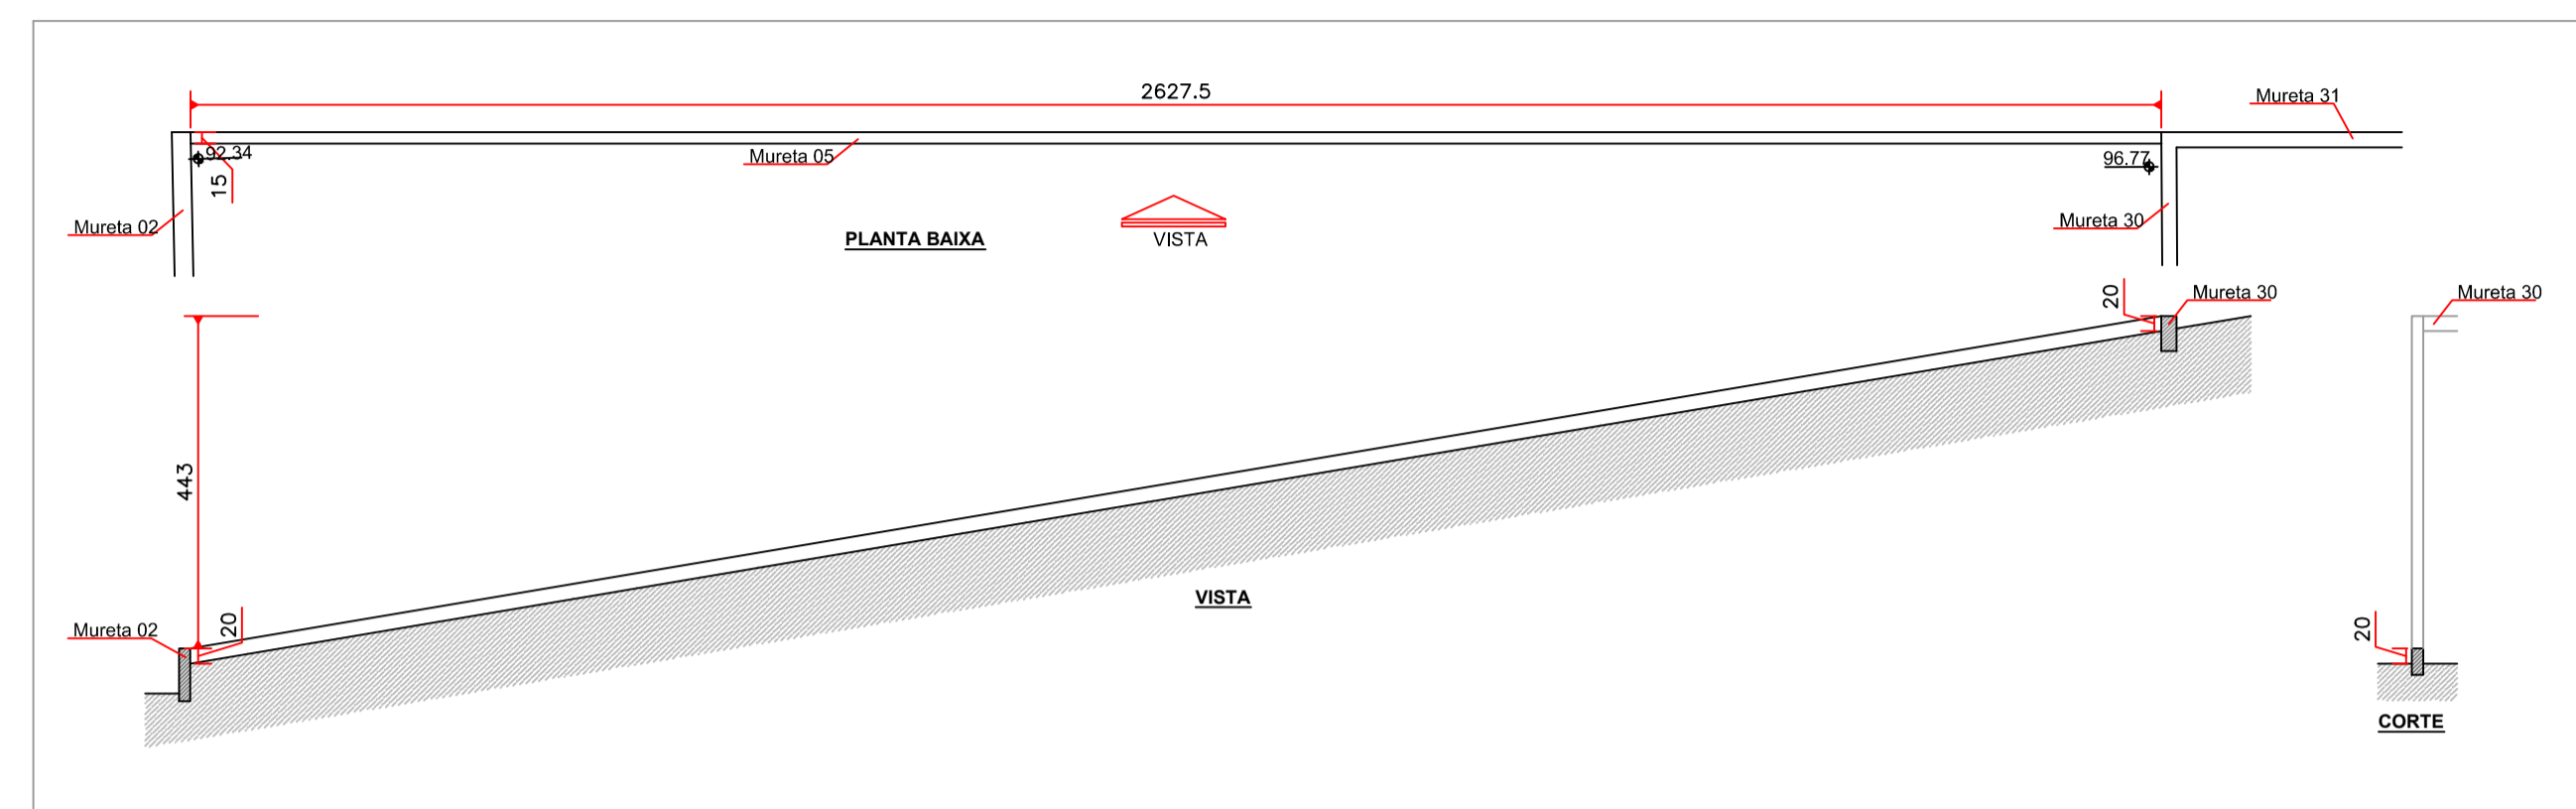 2627.5
Mureta 31
92.34
Mureta 05
96.77
15
Mureta 02
PLANTA BAIXA
VISTA
Mureta 30
20
Mureta 30
Mureta 30
443
VISTA
Mureta 02
20
20
CORTE